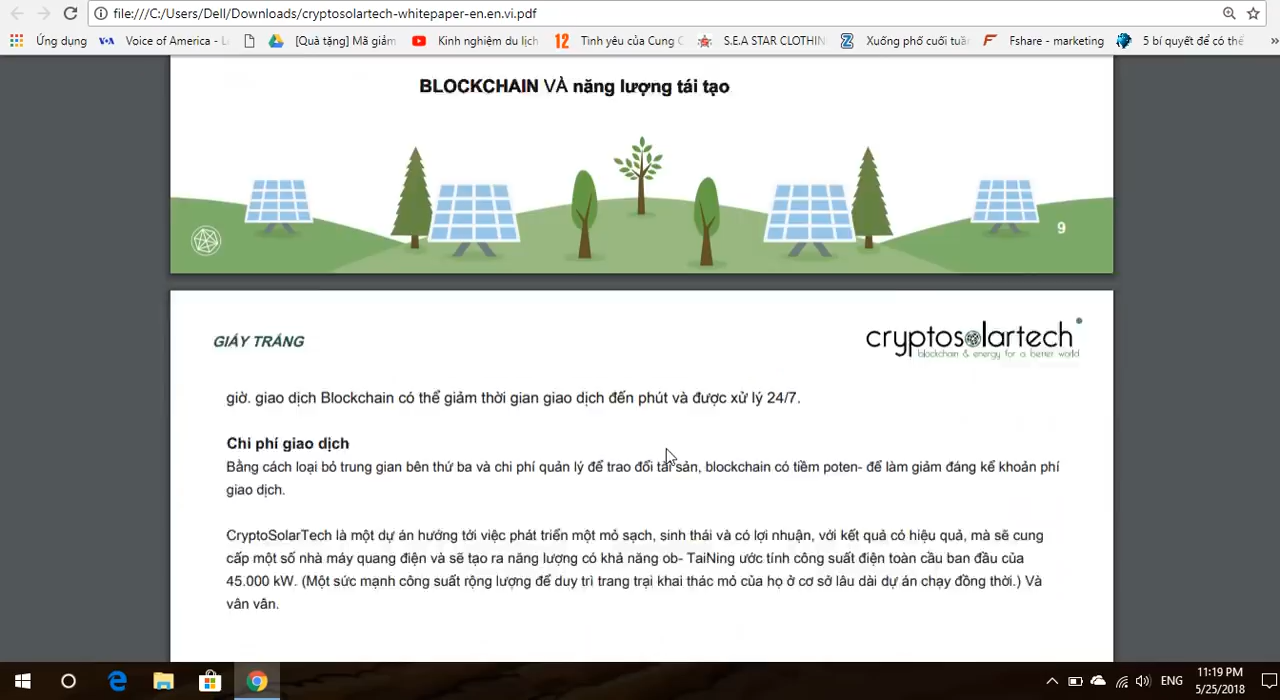 file:///C:/Users/Dell/Downloads/cryptosolartech-whitepaper-en.en.vi.pdf
Ứng dụng
Voice of America - L
[Quà tặng] Mã giảm
Kinh nghiệm du lịch
12 Tình yêu của Cung C
S.E.A STAR CLOTHIN
Xuống phố cuối tuần
Fshare - marketing
5 bí quyết để có thể
»
BLOCKCHAIN VÀ năng lượng tái tạo
9
GIẤY TRẮNG
cryptosolartech
blockchain & energy for a better world
giờ. giao dịch Blockchain có thể giảm thời gian giao dịch đến phút và được xử lý 24/7.
Chi phí giao dịch
Bằng cách loại bỏ trung gian bên thứ ba và chi phí quản lý để trao đổi tài sản, blockchain có tiềm poten- để làm giảm đáng kể khoản phí
giao dịch.
CryptoSolarTech là một dự án hướng tới việc phát triển một mỏ sạch, sinh thái và có lợi nhuận, với kết quả có hiệu quả, mà sẽ cung
cấp một số nhà máy quang điện và sẽ tạo ra năng lượng có khả năng ob- TaiNing ước tính công suất điện toàn cầu ban đầu của
45.000 kW. (Một sức mạnh công suất rộng lượng để duy trì trang trại khai thác mỏ của họ ở cơ sở lâu dài dự án chạy đồng thời.) Và
vân vân.
ENG
11:19 PM
5/25/2018